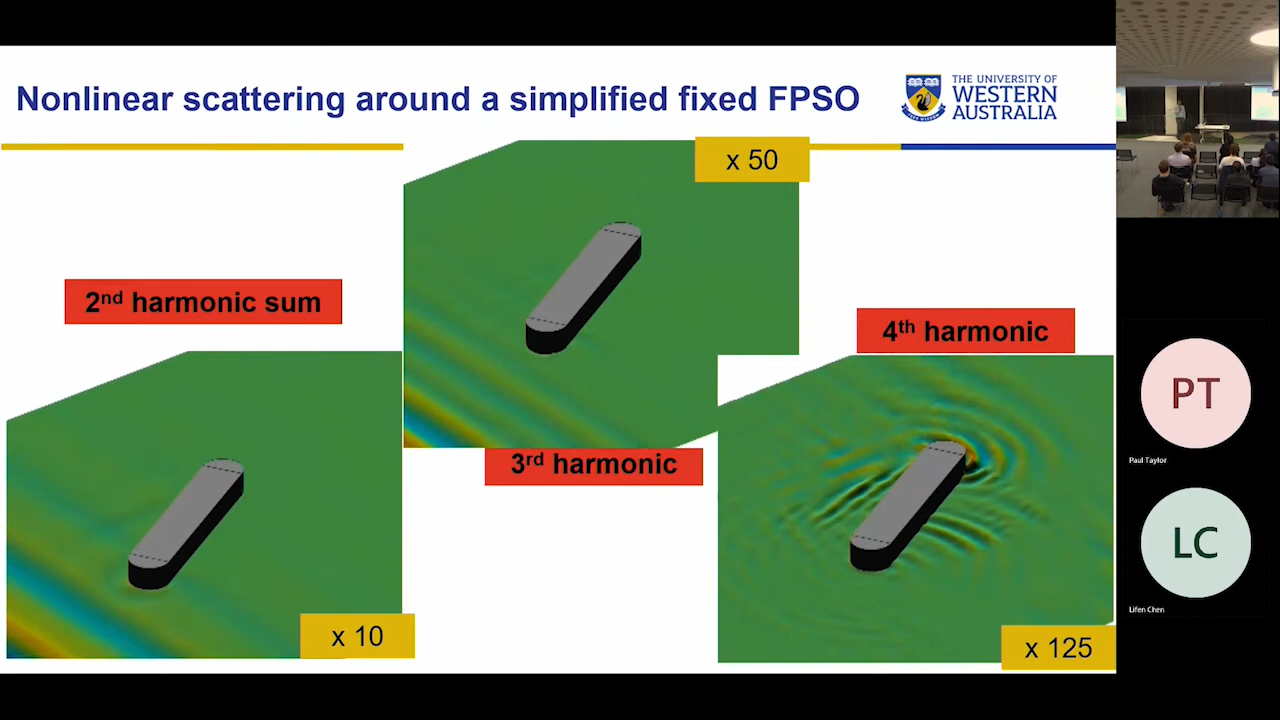 Nonlinear scattering around a simplified fixed FPSO
THE UNIVERSITY OF
WESTERN
AUSTRALIA
x 50
2nd harmonic sum
4th harmonic
3rd harmonic
x 10
x 125
PT
Paul Taylor
LC
Lifen Chen